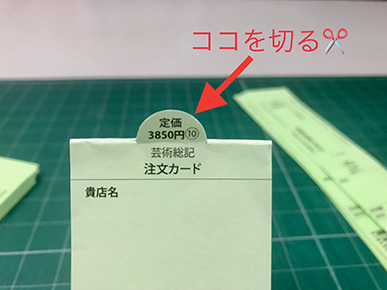 ココを切る✂
定価
3850円⑩
芸術総記
注文カード
貴店名